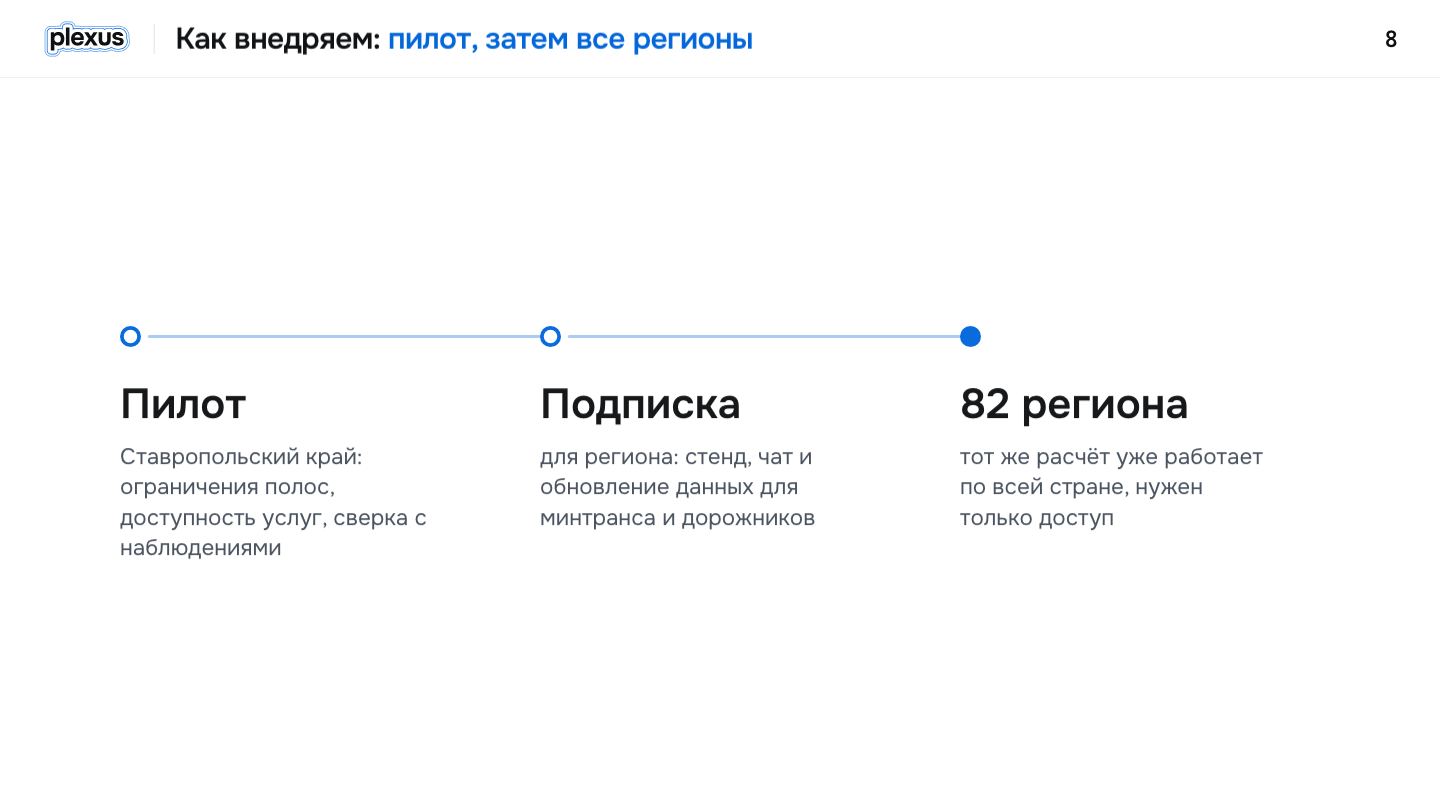 plexus
Как внедряем: пилот, затем все регионы
8
Пилот
Ставропольский край:
ограничения полос,
доступность услуг, сверка с
наблюдениями
Подписка
для региона: стенд, чат и
обновление данных для
минтранса и дорожников
82 региона
тот же расчёт уже работает
по всей стране, нужен
только доступ